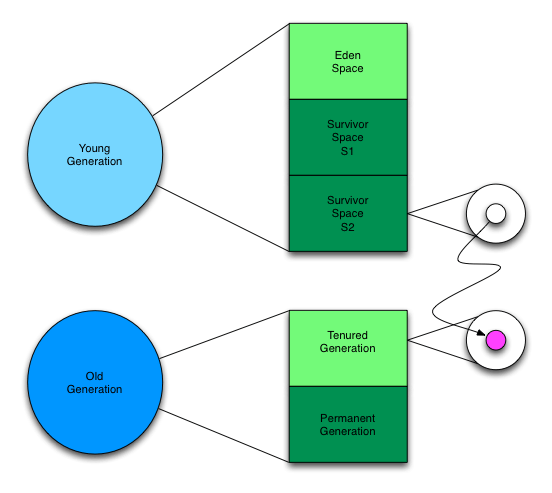 Eden
Space
Survivor
Space
S1
Young
Generation
Survivor
Space
S2
Tenured
Generation
Old
Generation
Permanent
Generation